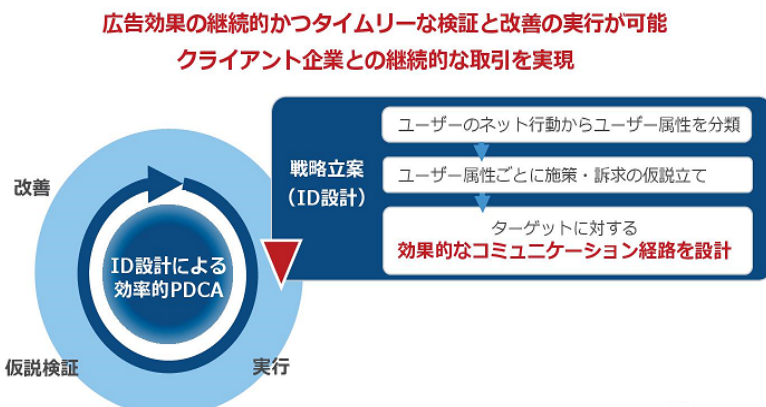 広告効果の継続的かつタイムリーな検証と改善の実行が可能
クライアント企業との継続的な取引を実現
戦略立案
（ID設計）
ユーザーのネット行動からユーザー属性を分類
ユーザー属性ごとに施策・訴求の仮説立て
ターゲットに対する
効果的なコミュニケーション経路を設計
改善
ID設計による
効率的PDCA
仮説検証
実行